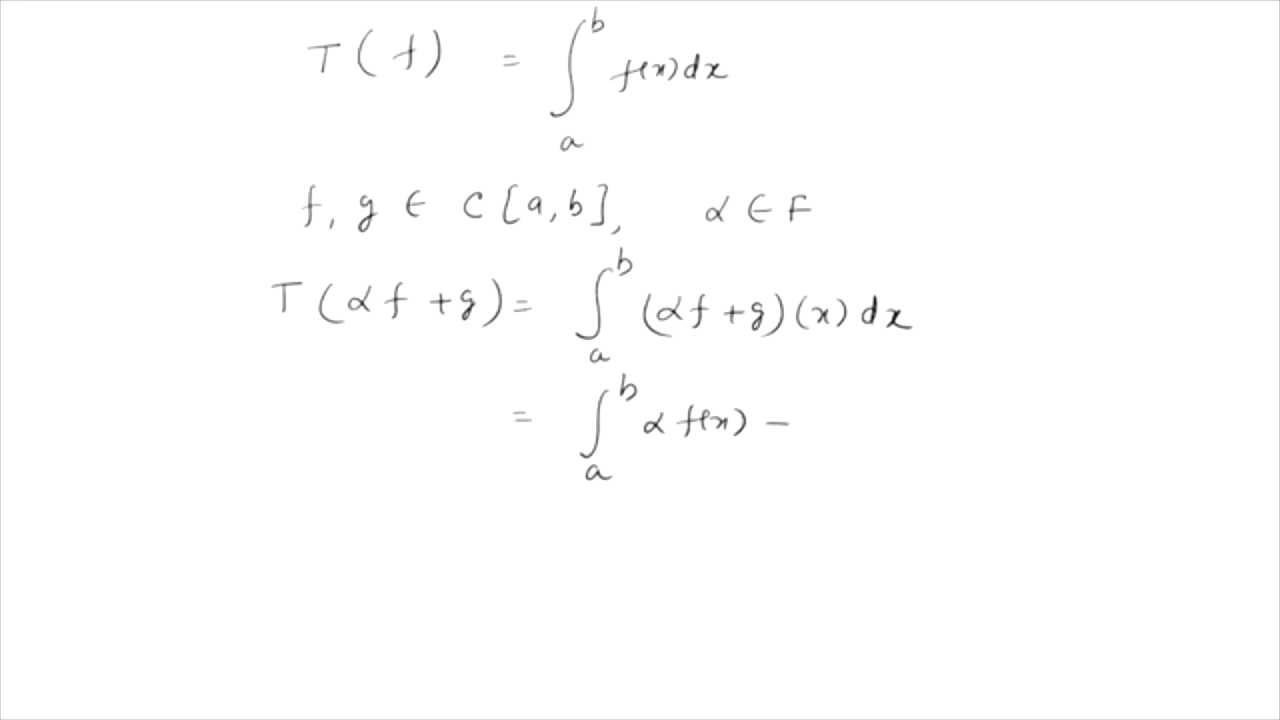 T(f) = ∫_a^b f(x)dx
f, g ∈ C[a,b], α ∈ F
T(αf + g) = ∫_a^b (αf + g)(x) dx
= ∫_a^b α f(x) −